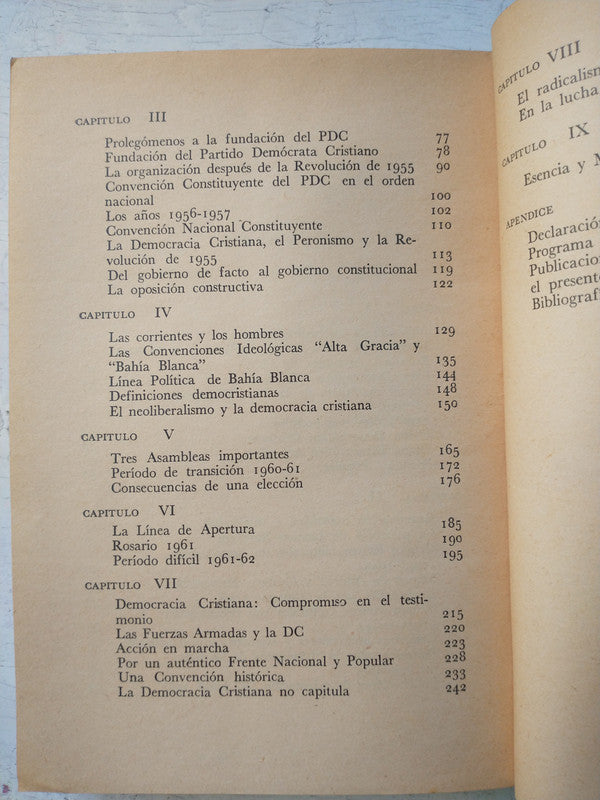 CAPITULO III
Prolegómenos a la fundación del PDC 77
Fundación del Partido Demócrata Cristiano 78
La organización después de la Revolución de 1955 90
Convención Constituyente del PDC en el orden
nacional 100
Los años 1956-1957 102
Convención Nacional Constituyente 110
La Democracia Cristiana, el Peronismo y la Re-
volución de 1955 113
Del gobierno de facto al gobierno constitucional 119
La oposición constructiva 122
CAPITULO IV
Las corrientes y los hombres 129
Las Convenciones Ideológicas "Alta Gracia" y
"Bahía Blanca" 135
Línea Política de Bahía Blanca 144
Definiciones democristianas 148
El neoliberalismo y la democracia cristiana 150
CAPITULO V
Tres Asambleas importantes 165
Período de transición 1960-61 172
Consecuencias de una elección 176
CAPITULO VI
La Línea de Apertura 185
Rosario 1961 190
Período difícil 1961-62 195
CAPITULO VII
Democracia Cristiana: Compromiso en el testi-
monio 215
Las Fuerzas Armadas y la DC 220
Acción en marcha 223
Por un auténtico Frente Nacional y Popular 228
Una Convención histórica 233
La Democracia Cristiana no capitula 242
CAPITULO VIII
El radicalism
En la lucha
CAPITULO IX
Esencia y M
APENDICE
Declaración
Programa
Publicacion
el present
Bibliografí